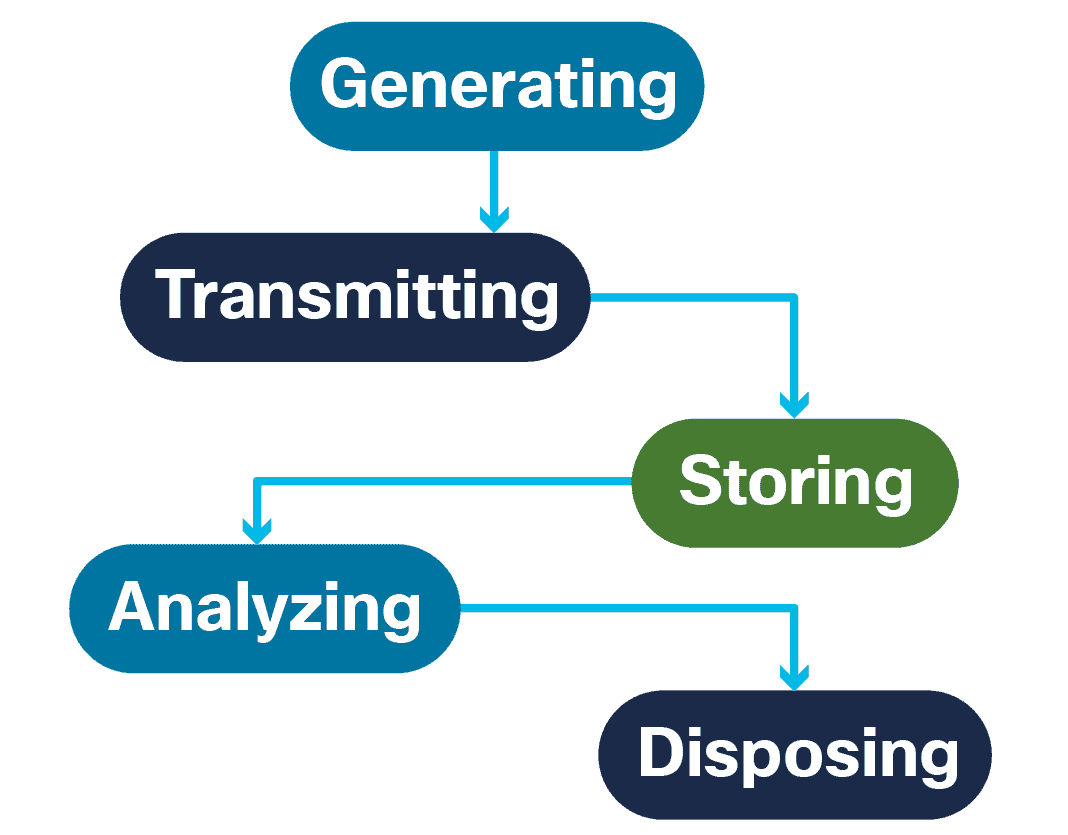 Generating
Transmitting
Storing
Analyzing
Disposing